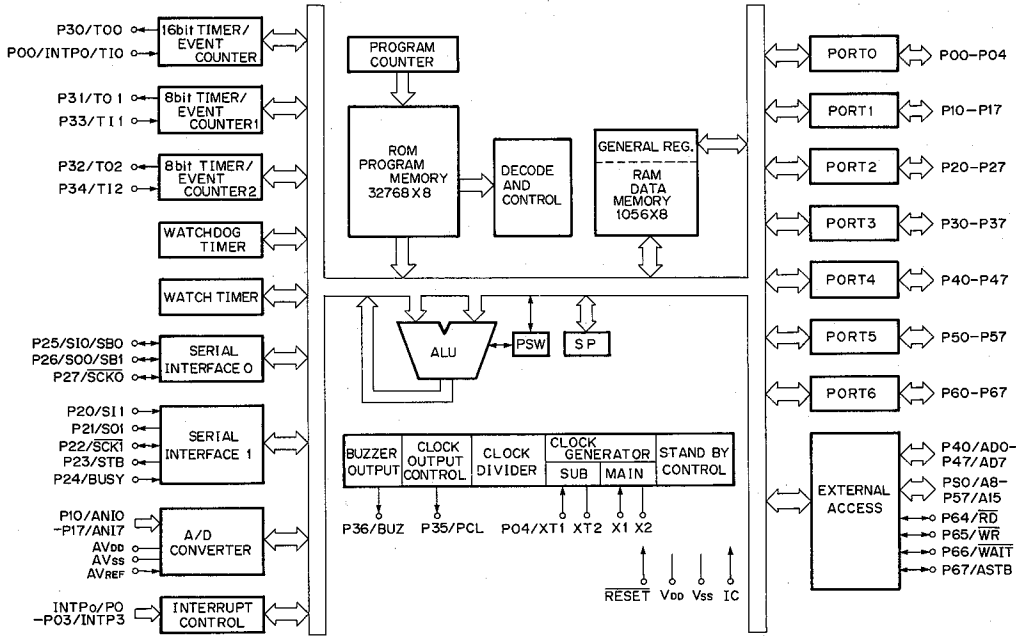 P30/TO0
P00/INTP0/TI0
16bit TIMER/
EVENT
COUNTER
P31/TO1
P33/TI1
8bit TIMER/
EVENT
COUNTER1
P32/TO2
P34/TI2
8bit TIMER/
EVENT
COUNTER2
WATCHDOG
TIMER
WATCH TIMER
P25/SI0/SB0
P26/SO0/SB1
P27/SCK0
SERIAL
INTERFACE 0
P20/SI1
P21/SO1
P22/SCK1
P23/STB
P24/BUSY
SERIAL
INTERFACE 1
P10/ANI0
-P17/ANI7
AVDD
AVSS
AVREF
A/D
CONVERTER
INTPo/P0
-P03/INTP3
INTERRUPT
CONTROL
PROGRAM
COUNTER
ROM
PROGRAM
MEMORY
32768X8
DECODE
AND
CONTROL
GENERAL REG.
RAM
DATA
MEMORY
1056X8
ALU
PSW
SP
BUZZER
OUTPUT
CLOCK
OUTPUT
CONTROL
CLOCK
DIVIDER
CLOCK
GENERATOR
SUB
MAIN
STAND BY
CONTROL
P36/BUZ
P35/PCL
P04/XT1
XT2
X1
X2
RESET
VDD
VSS
IC
PORT0
P00-P04
PORT1
P10-P17
PORT2
P20-P27
PORT3
P30-P37
PORT4
P40-P47
PORT5
P50-P57
PORT6
P60-P67
EXTERNAL
ACCESS
P40/AD0-
P47/AD7
PS0/A8-
P57/A15
P64/RD
P65/WR
P66/WAIT
P67/ASTB